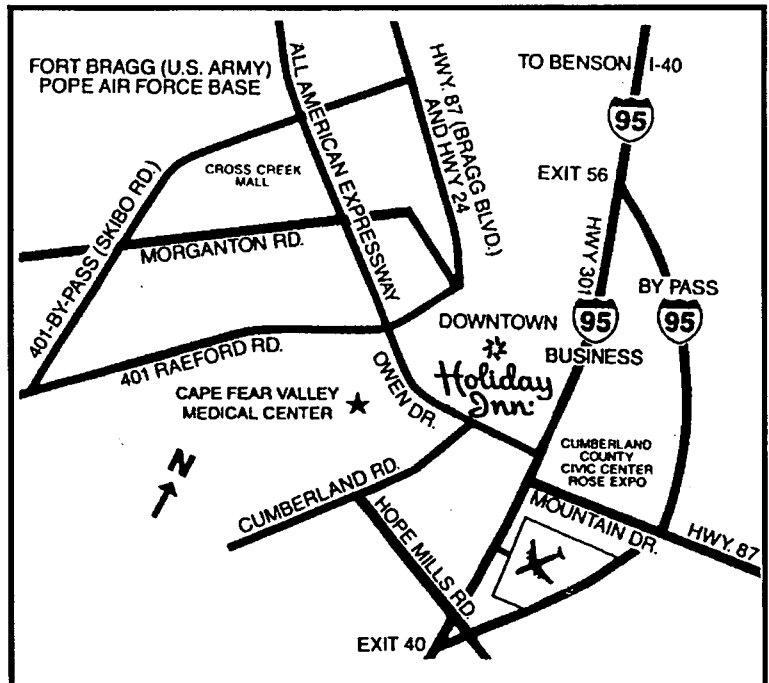 FORT BRAGG (U.S. ARMY)
POPE AIR FORCE BASE
ALL AMERICAN EXPRESSWAY
HWY. 87 (BRAGG BLVD.)
AND HWY 24
TO BENSON I-40
95
EXIT 56
CROSS CREEK
MALL
401-BY-PASS (SKIBO RD.)
MORGANTON RD.
HWY 301
BY PASS
95
95
DOWNTOWN
BUSINESS
401 RAEFORD RD.
Holiday
Inn
OWEN DR.
CAPE FEAR VALLEY
MEDICAL CENTER
CUMBERLAND
COUNTY
CIVIC CENTER
ROSE EXPO
N
CUMBERLAND RD.
HOPE MILLS RD.
MOUNTAIN DR.
HWY. 87
EXIT 40